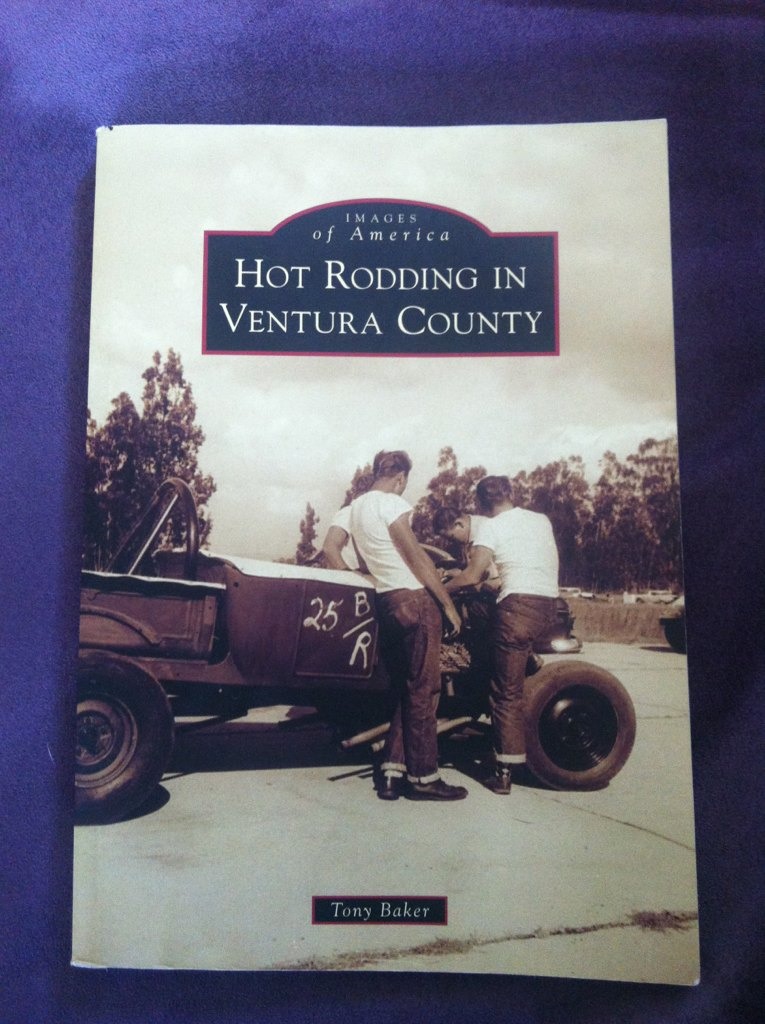 IMAGES
of America
HOT RODDING IN
VENTURA COUNTY
25 B/R
Tony Baker